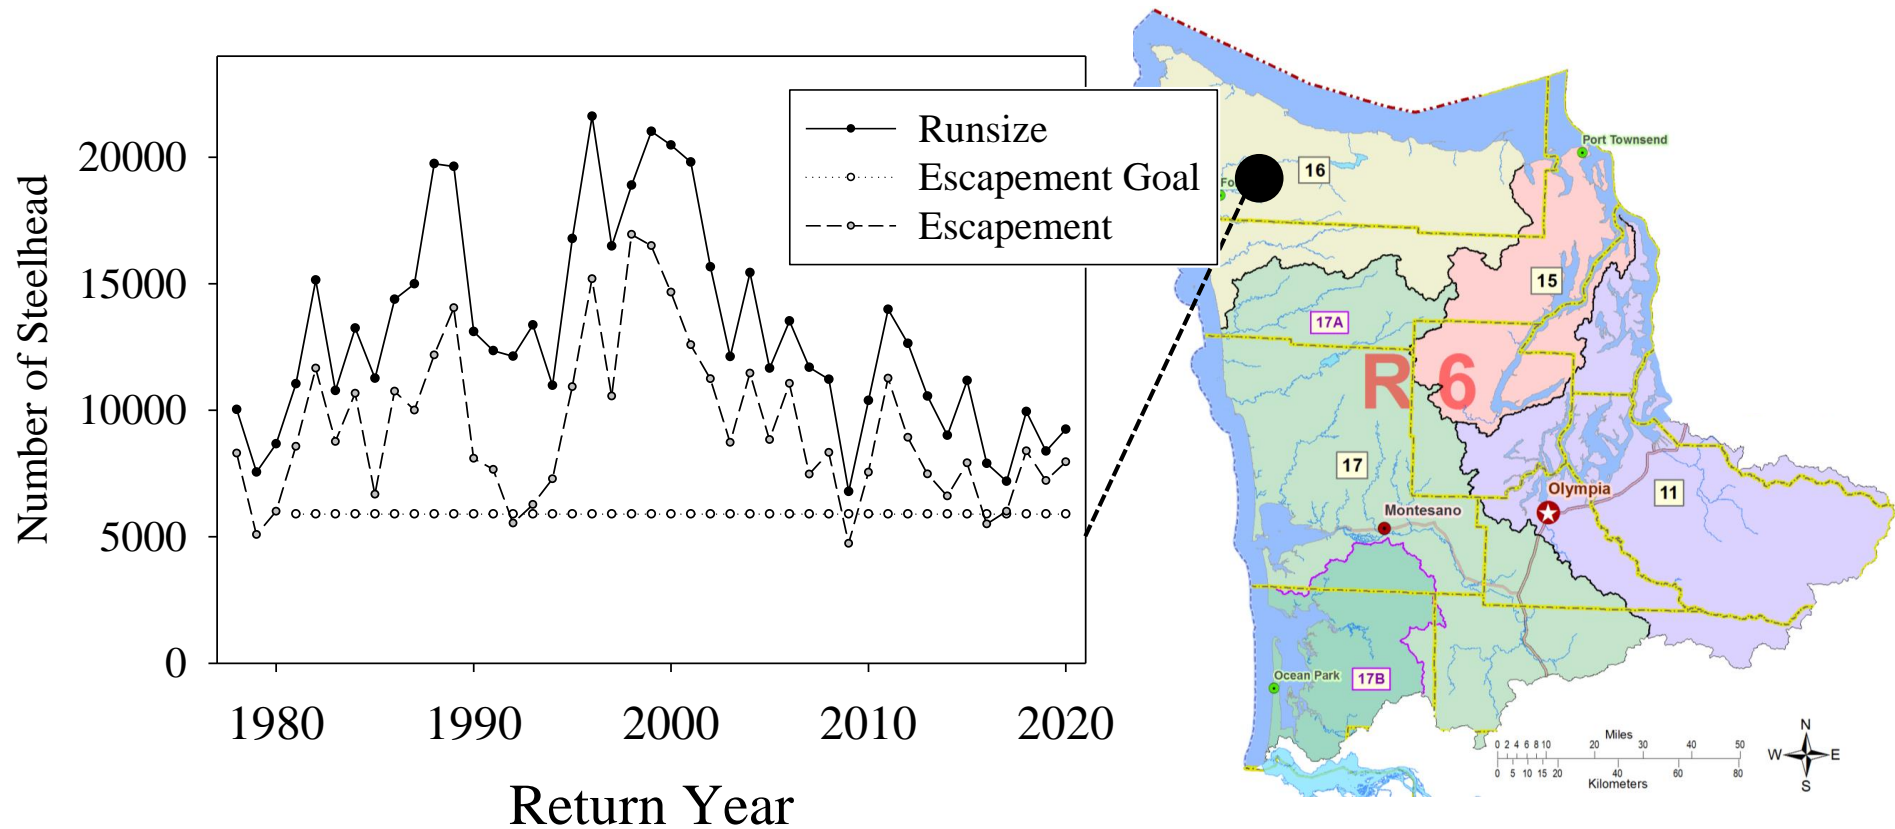 Number of Steelhead
20000
15000
10000
5000
0
1980 1990 2000 2010 2020
Return Year
Runsize
Escapement Goal
Escapement
Port Townsend
Fo
16
15
17A
R 6
17
11
Olympia
Montesano
Ocean Park
17B
Miles
0 2 4 6 8 10 20 30 40 50
0 5 10 15 20 40 60 80
Kilometers
N
W E
S